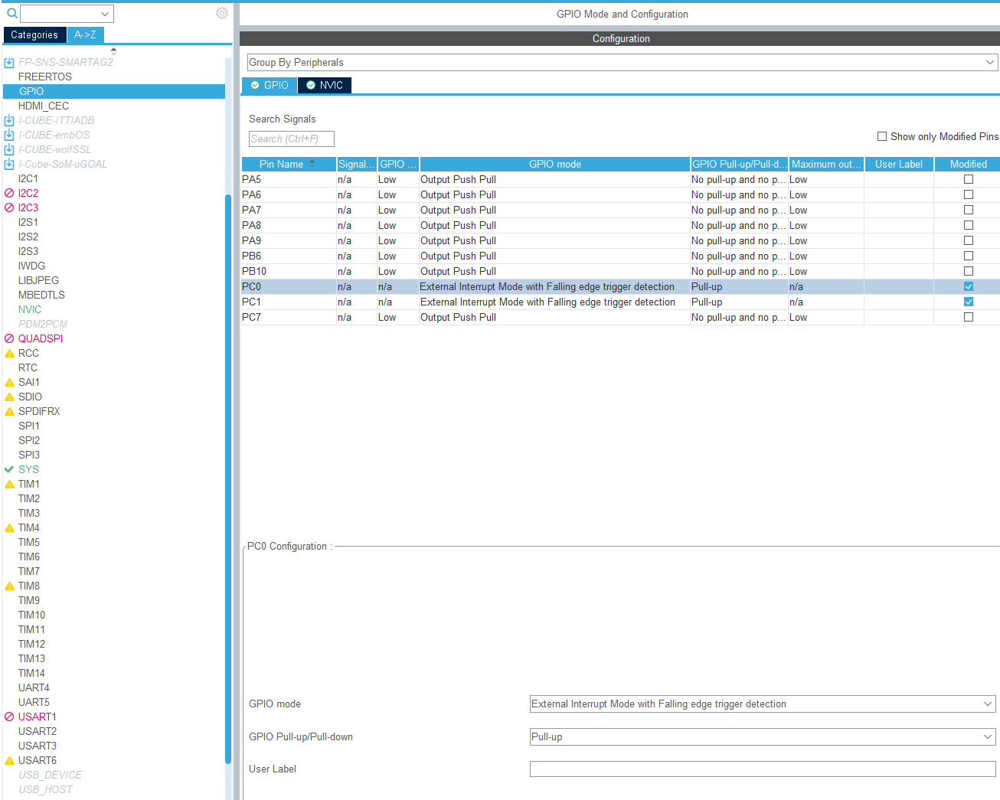 Categories
A->Z
FP-SNS-SMARTAG2
FREERTOS
GPIO
HDMI_CEC
I-CUBE-ITTIADB
I-CUBE-embOS
I-CUBE-wolfSSL
I-Cube-SoM-uGOAL
I2C1
I2C2
I2C3
I2S1
I2S2
I2S3
IWDG
LIBJPEG
MBEDTLS
NVIC
PDM2PCM
QUADSPI
RCC
RTC
SAI1
SDIO
SPDIFRX
SPI1
SPI2
SPI3
SYS
TIM1
TIM2
TIM3
TIM4
TIM5
TIM6
TIM7
TIM8
TIM9
TIM10
TIM11
TIM12
TIM13
TIM14
UART4
UART5
USART1
USART2
USART3
USART6
USB_DEVICE
USB_HOST
GPIO Mode and Configuration
Configuration
Group By Peripherals
GPIO NVIC
Search Signals
Search (Ctrl+F)
Show only Modified Pins
Pin Name Signal... GPIO ... GPIO mode GPIO Pull-up/Pull-d... Maximum out... User Label Modified
PA5 n/a Low Output Push Pull No pull-up and no p... Low
PA6 n/a Low Output Push Pull No pull-up and no p... Low
PA7 n/a Low Output Push Pull No pull-up and no p... Low
PA8 n/a Low Output Push Pull No pull-up and no p... Low
PA9 n/a Low Output Push Pull No pull-up and no p... Low
PB6 n/a Low Output Push Pull No pull-up and no p... Low
PB10 n/a Low Output Push Pull No pull-up and no p... Low
PC0 n/a n/a External Interrupt Mode with Falling edge trigger detection Pull-up n/a
PC1 n/a n/a External Interrupt Mode with Falling edge trigger detection Pull-up n/a
PC7 n/a Low Output Push Pull No pull-up and no p... Low
PC0 Configuration :
GPIO mode External Interrupt Mode with Falling edge trigger detection
GPIO Pull-up/Pull-down Pull-up
User Label